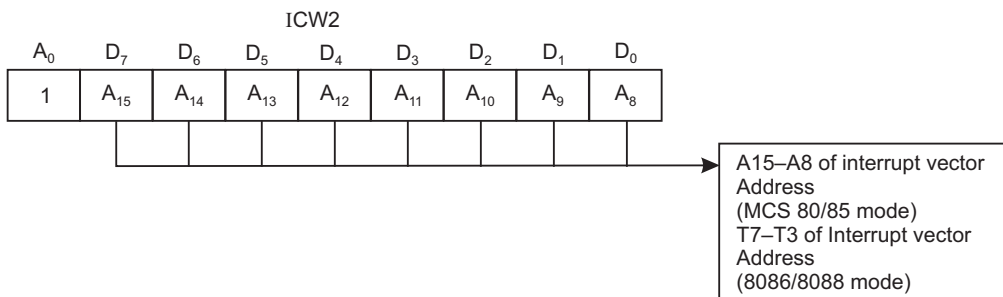 ICW2
A₀ D₇ D₆ D₅ D₄ D₃ D₂ D₁ D₀
1 A₁₅ A₁₄ A₁₃ A₁₂ A₁₁ A₁₀ A₉ A₈
A15–A8 of interrupt vector
Address
(MCS 80/85 mode)
T7–T3 of Interrupt vector
Address
(8086/8088 mode)